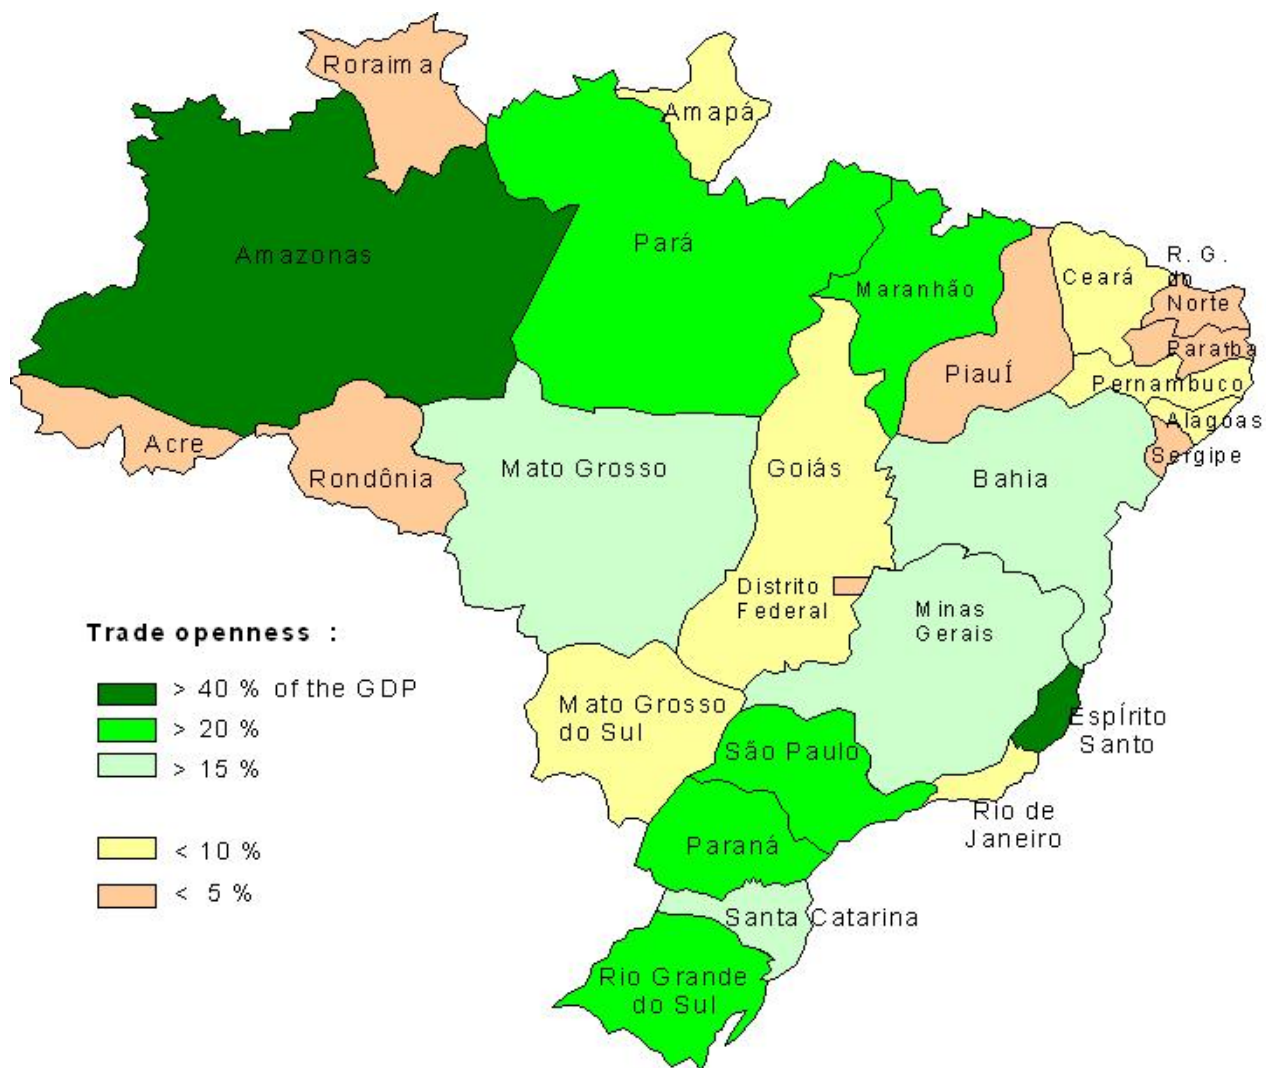 Roraima
Amapá
Amazonas
Pará
Maranhão
Ceará
R. G.
do
Norte
Paraíba
Piauí
Pernambuco
Alagoas
Sergipe
Acre
Rondônia
Mato Grosso
Goiás
Bahia
Distrito
Federal
Minas
Gerais
Trade openness :
> 40 % of the GDP
> 20 %
> 15 %
< 10 %
< 5 %
Mato Grosso
do Sul
São Paulo
Espírito
Santo
Rio de
Janeiro
Paraná
Santa Catarina
Rio Grande
do Sul